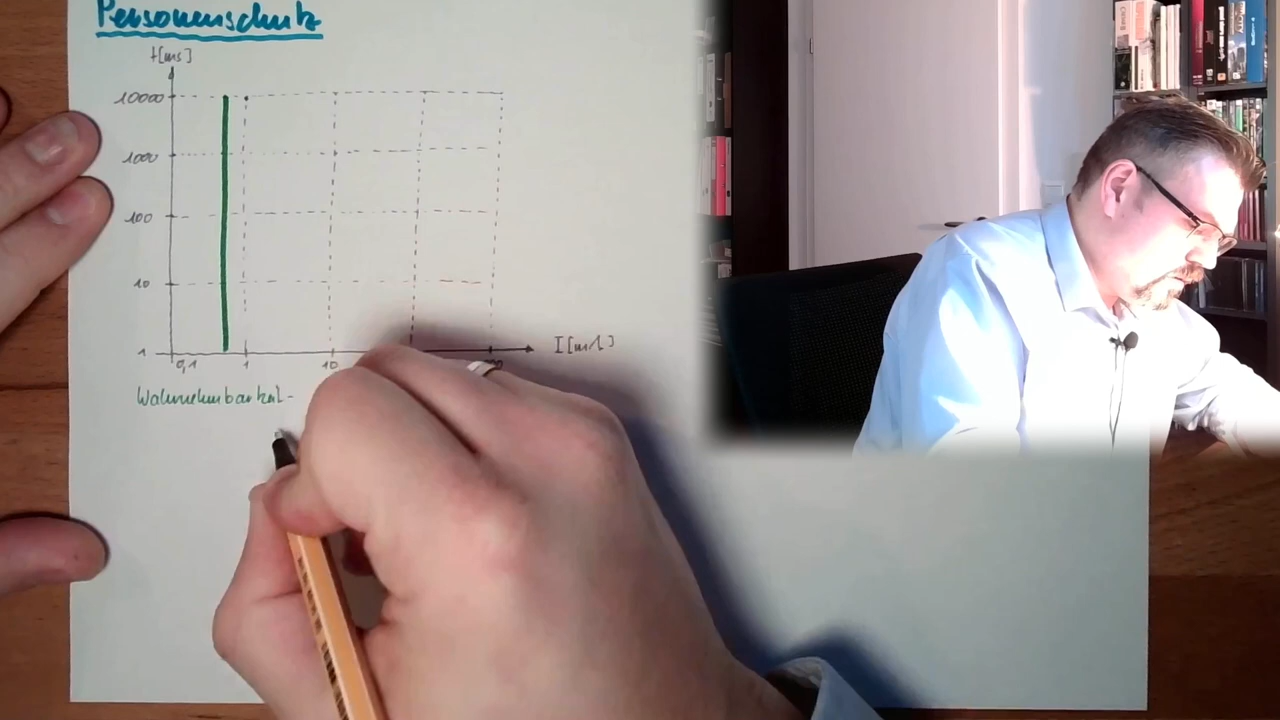 Personenschutz
t[ms]
10000
1000
100
10
1
0,1 1 10
I[mA]
Wahrnehmbarkeit-